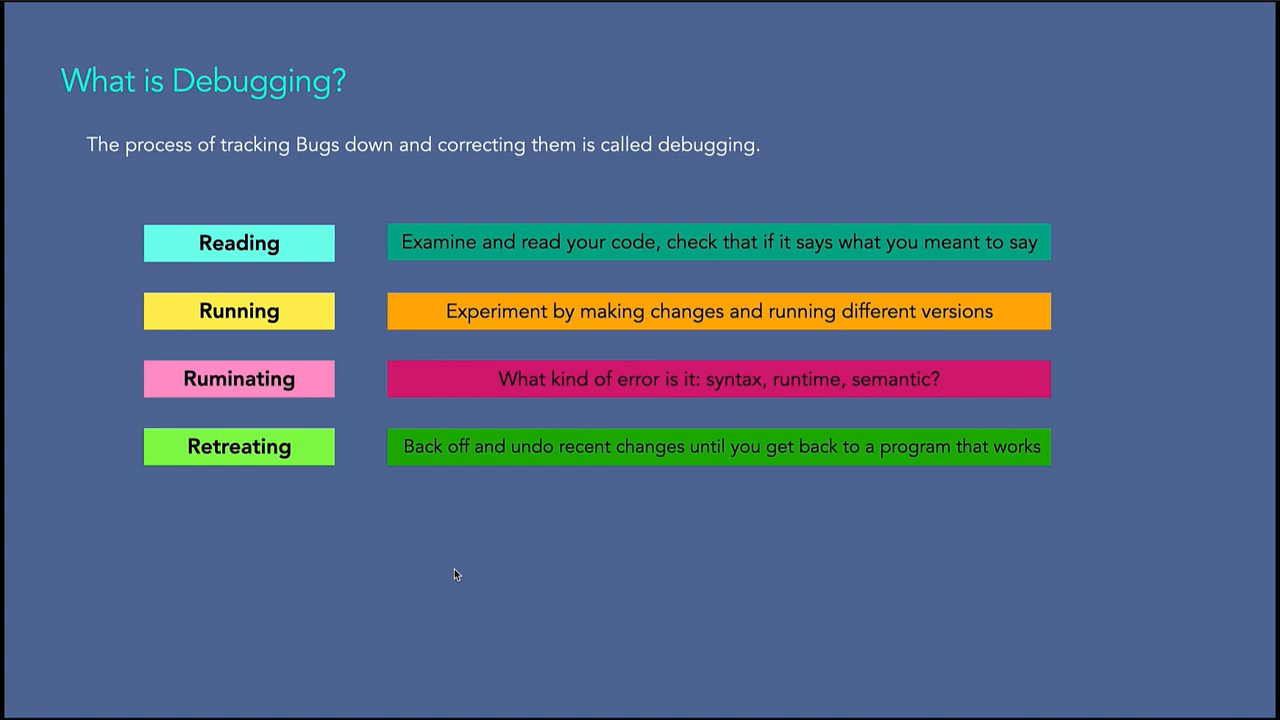 What is Debugging?
The process of tracking Bugs down and correcting them is called debugging.
Reading
Examine and read your code, check that if it says what you meant to say
Running
Experiment by making changes and running different versions
Ruminating
What kind of error is it: syntax, runtime, semantic?
Retreating
Back off and undo recent changes until you get back to a program that works